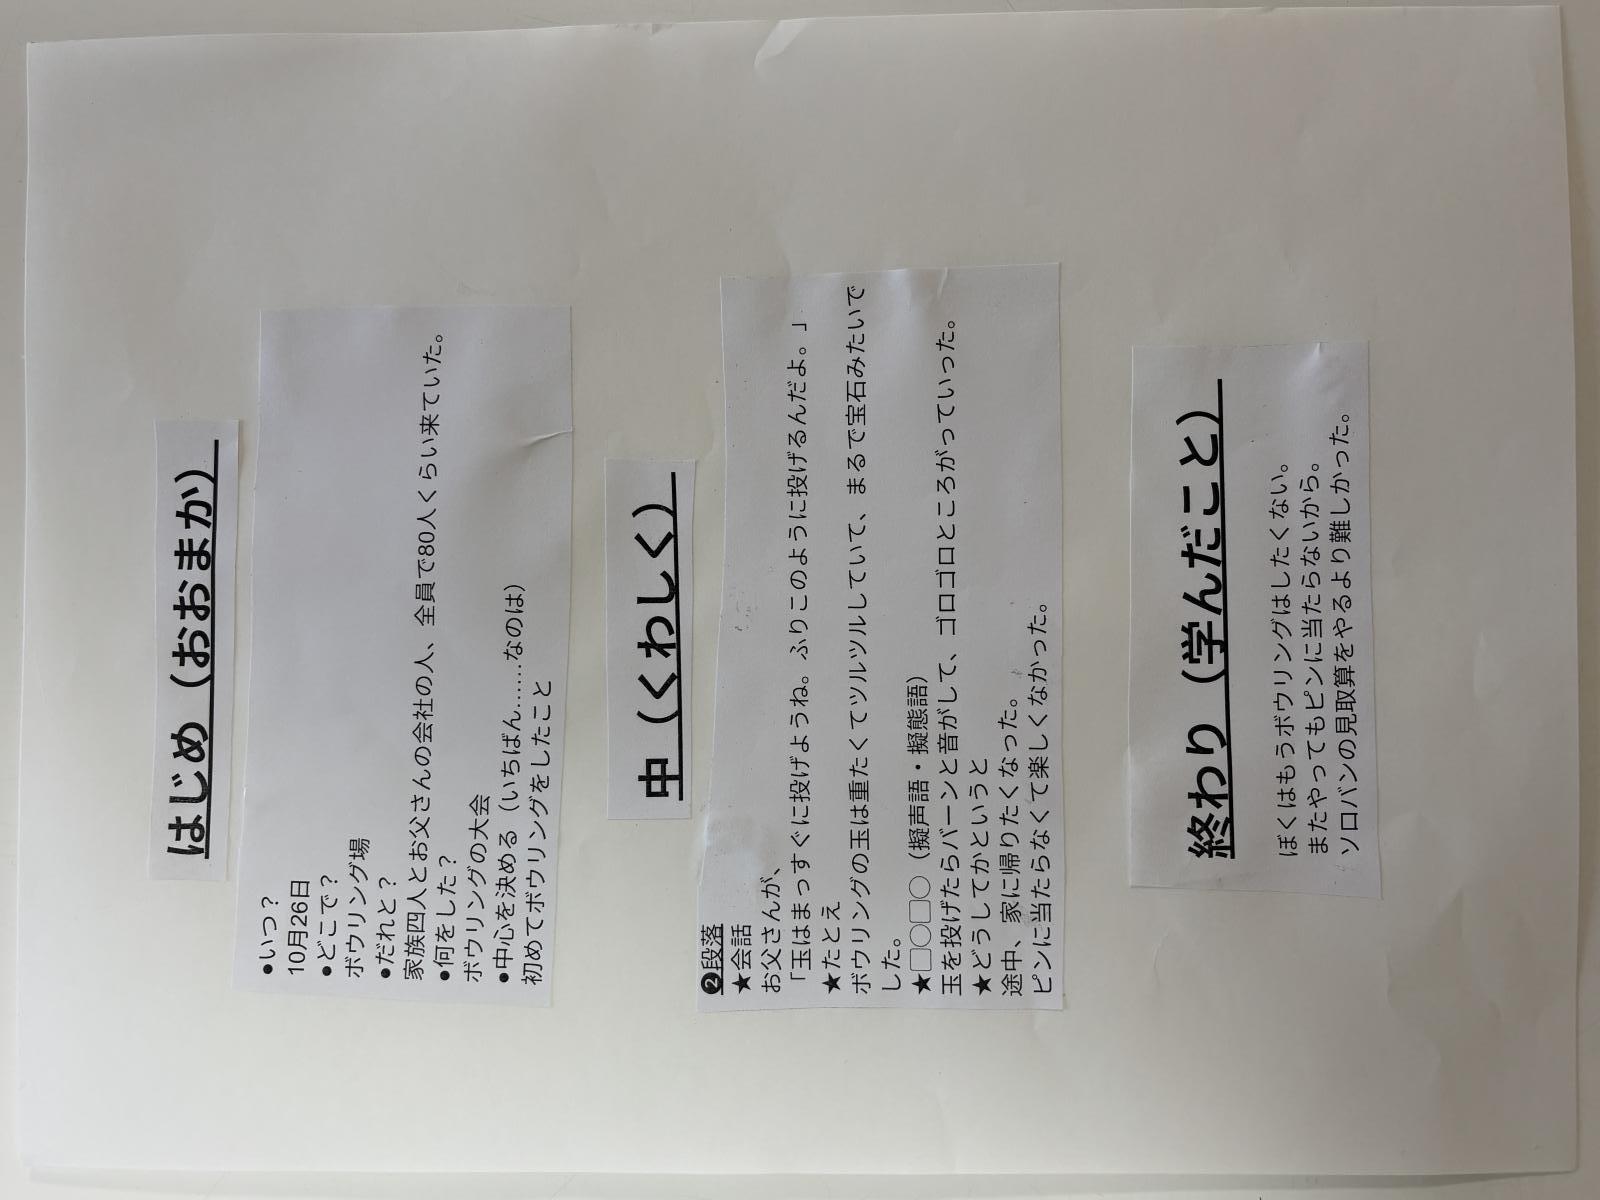 はじめ（おおまか）
●いつ？
10月26日
●どこで？
ボウリング場
●だれと？
家族四人とお父さんの会社の人、全員で80人くらい来ていた。
●何をした？
ボウリングの大会
●中心を決める（いちばん……なのは）
初めてボウリングをしたこと
中（くわしく）
❷段落
★会話
お父さんが、
「玉はまっすぐに投げようね。ふりこのように投げるんだよ。」
★たとえ
ボウリングの玉は重たくてツルツルしていて、まるで宝石みたいで
した。
★□○□○（擬声語・擬態語）
玉を投げたらバーンと音がして、ゴロゴロところがっていった。
★どうしてかというと
途中、家に帰りたくなった。
ピンに当たらなくて楽しくなかった。
終わり（学んだこと）
ぼくはもうボウリングはしたくない。
またやってもピンに当たらないから。
ソロバンの見取算をやるより難しかった。